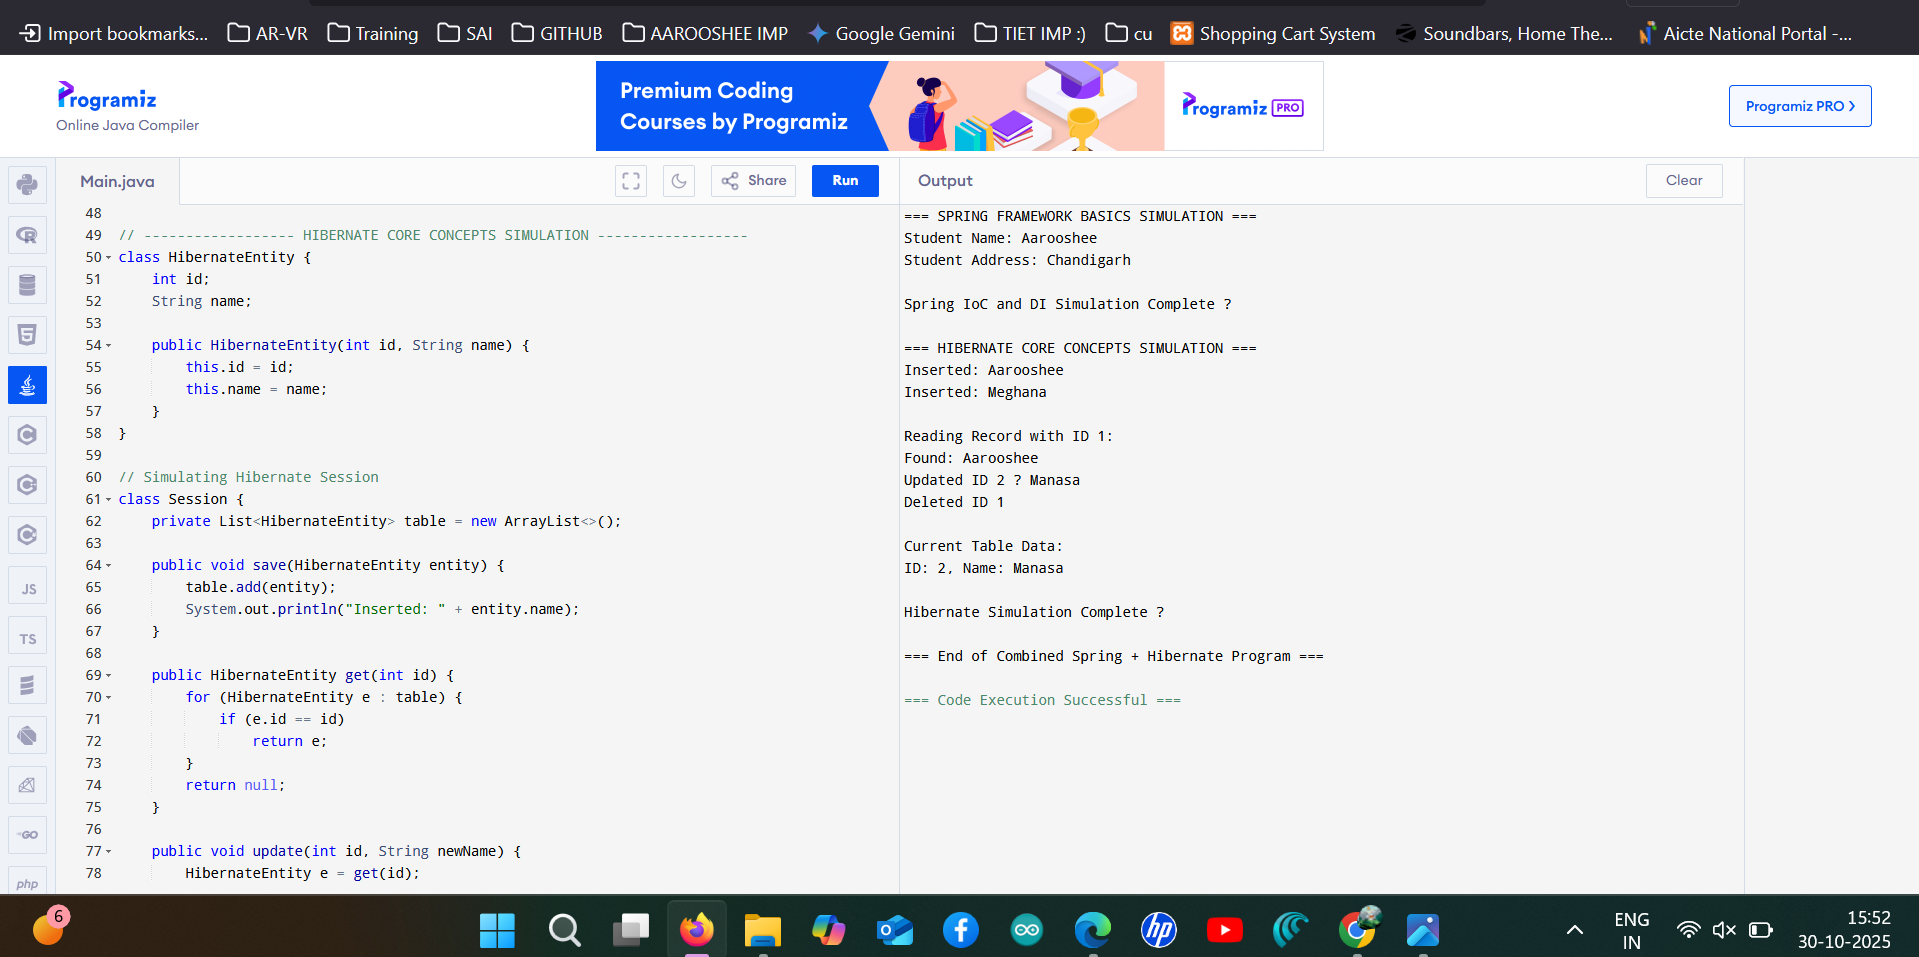 Import bookmarks... AR-VR Training SAI GITHUB AAROOSHEE IMP Google Gemini TIET IMP :) cu Shopping Cart System Soundbars, Home The... Aicte National Portal -...
Programiz
Online Java Compiler
Premium Coding
Courses by Programiz
Programiz PRO
Programiz PRO ›
Main.java
Share
Run
48
49 // ------------------ HIBERNATE CORE CONCEPTS SIMULATION ------------------
50 class HibernateEntity {
51     int id;
52     String name;
53
54     public HibernateEntity(int id, String name) {
55         this.id = id;
56         this.name = name;
57     }
58 }
59
60 // Simulating Hibernate Session
61 class Session {
62     private List<HibernateEntity> table = new ArrayList<>();
63
64     public void save(HibernateEntity entity) {
65         table.add(entity);
66         System.out.println("Inserted: " + entity.name);
67     }
68
69     public HibernateEntity get(int id) {
70         for (HibernateEntity e : table) {
71             if (e.id == id)
72                 return e;
73         }
74         return null;
75     }
76
77     public void update(int id, String newName) {
78         HibernateEntity e = get(id);
Output
Clear
=== SPRING FRAMEWORK BASICS SIMULATION ===
Student Name: Aarooshee
Student Address: Chandigarh
Spring IoC and DI Simulation Complete ?
=== HIBERNATE CORE CONCEPTS SIMULATION ===
Inserted: Aarooshee
Inserted: Meghana
Reading Record with ID 1:
Found: Aarooshee
Updated ID 2 ? Manasa
Deleted ID 1
Current Table Data:
ID: 2, Name: Manasa
Hibernate Simulation Complete ?
=== End of Combined Spring + Hibernate Program ===
=== Code Execution Successful ===
JS
TS
GO
php
6
hp
ENG
IN
15:52
30-10-2025